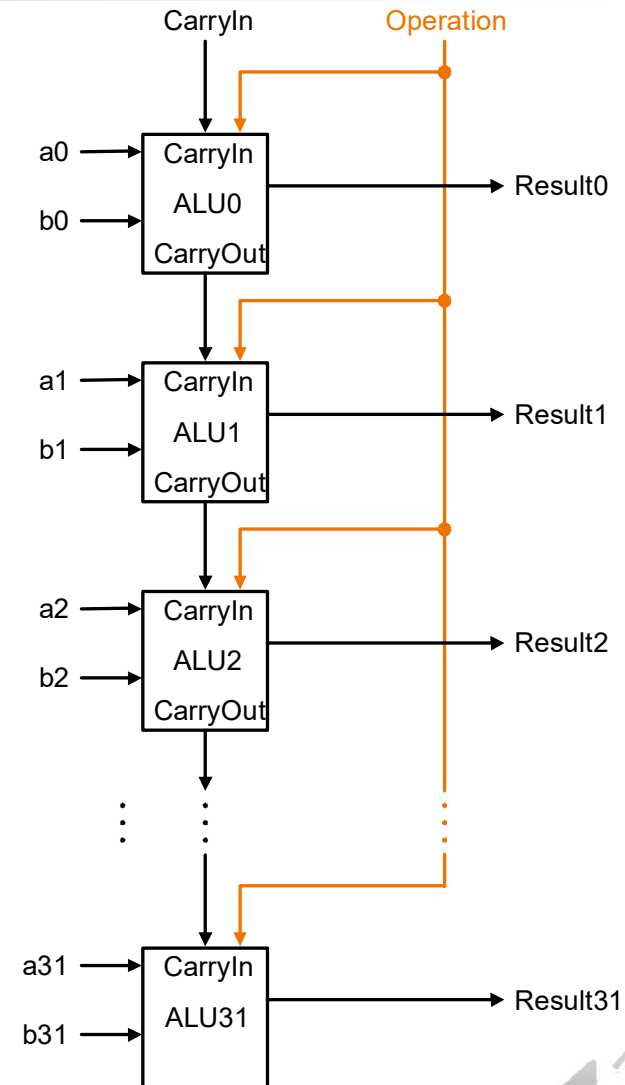 CarryIn Operation
a0
CarryIn
Result0
ALU0
b0
CarryOut
a1
CarryIn
Result1
ALU1
b1
CarryOut
a2
CarryIn
Result2
ALU2
b2
CarryOut
a31
CarryIn
Result31
ALU31
b31